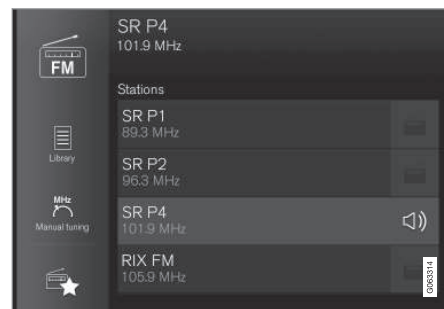 SR P4
101.9 MHz
FM
Stations
SR P1
89.3 MHz
Library
SR P2
96.3 MHz
MHz
Manual tuning
SR P4
101.9 MHz
RIX FM
105.9 MHz
G063314